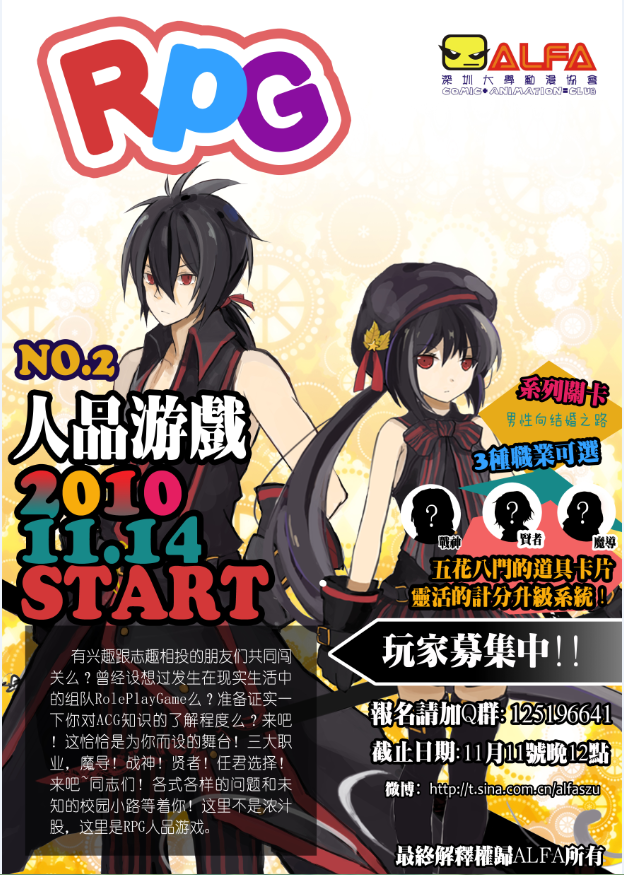 RPG
ALFA
深圳大學動漫協會
COMIC•ANIMATION=CLUB
NO.2
人品游戲
2010
11.14
START
系列關卡
男性向结婚之路
3種職業可選
?
?
?
戰神
賢者
魔導
五花八門的道具卡片
靈活的計分升級系統！
玩家募集中!!
有兴趣跟志趣相投的朋友们共同闯
关么？曾经设想过发生在现实生活中
的组队RolePlayGame么？准备证实一
下你对ACG知识的了解程度么？来吧
！这恰恰是为你而设的舞台！三大职
业，魔导！战神！贤者！任君选择！
来吧~同志们！各式各样的问题和未
知的校园小路等着你！这里不是浓汁
股，这里是RPG人品游戏。
報名請加Q群：125196641
截止日期：11月11號晚12點
微博：http://t.sina.com.cn/alfaszu
最終解釋權歸ALFA所有